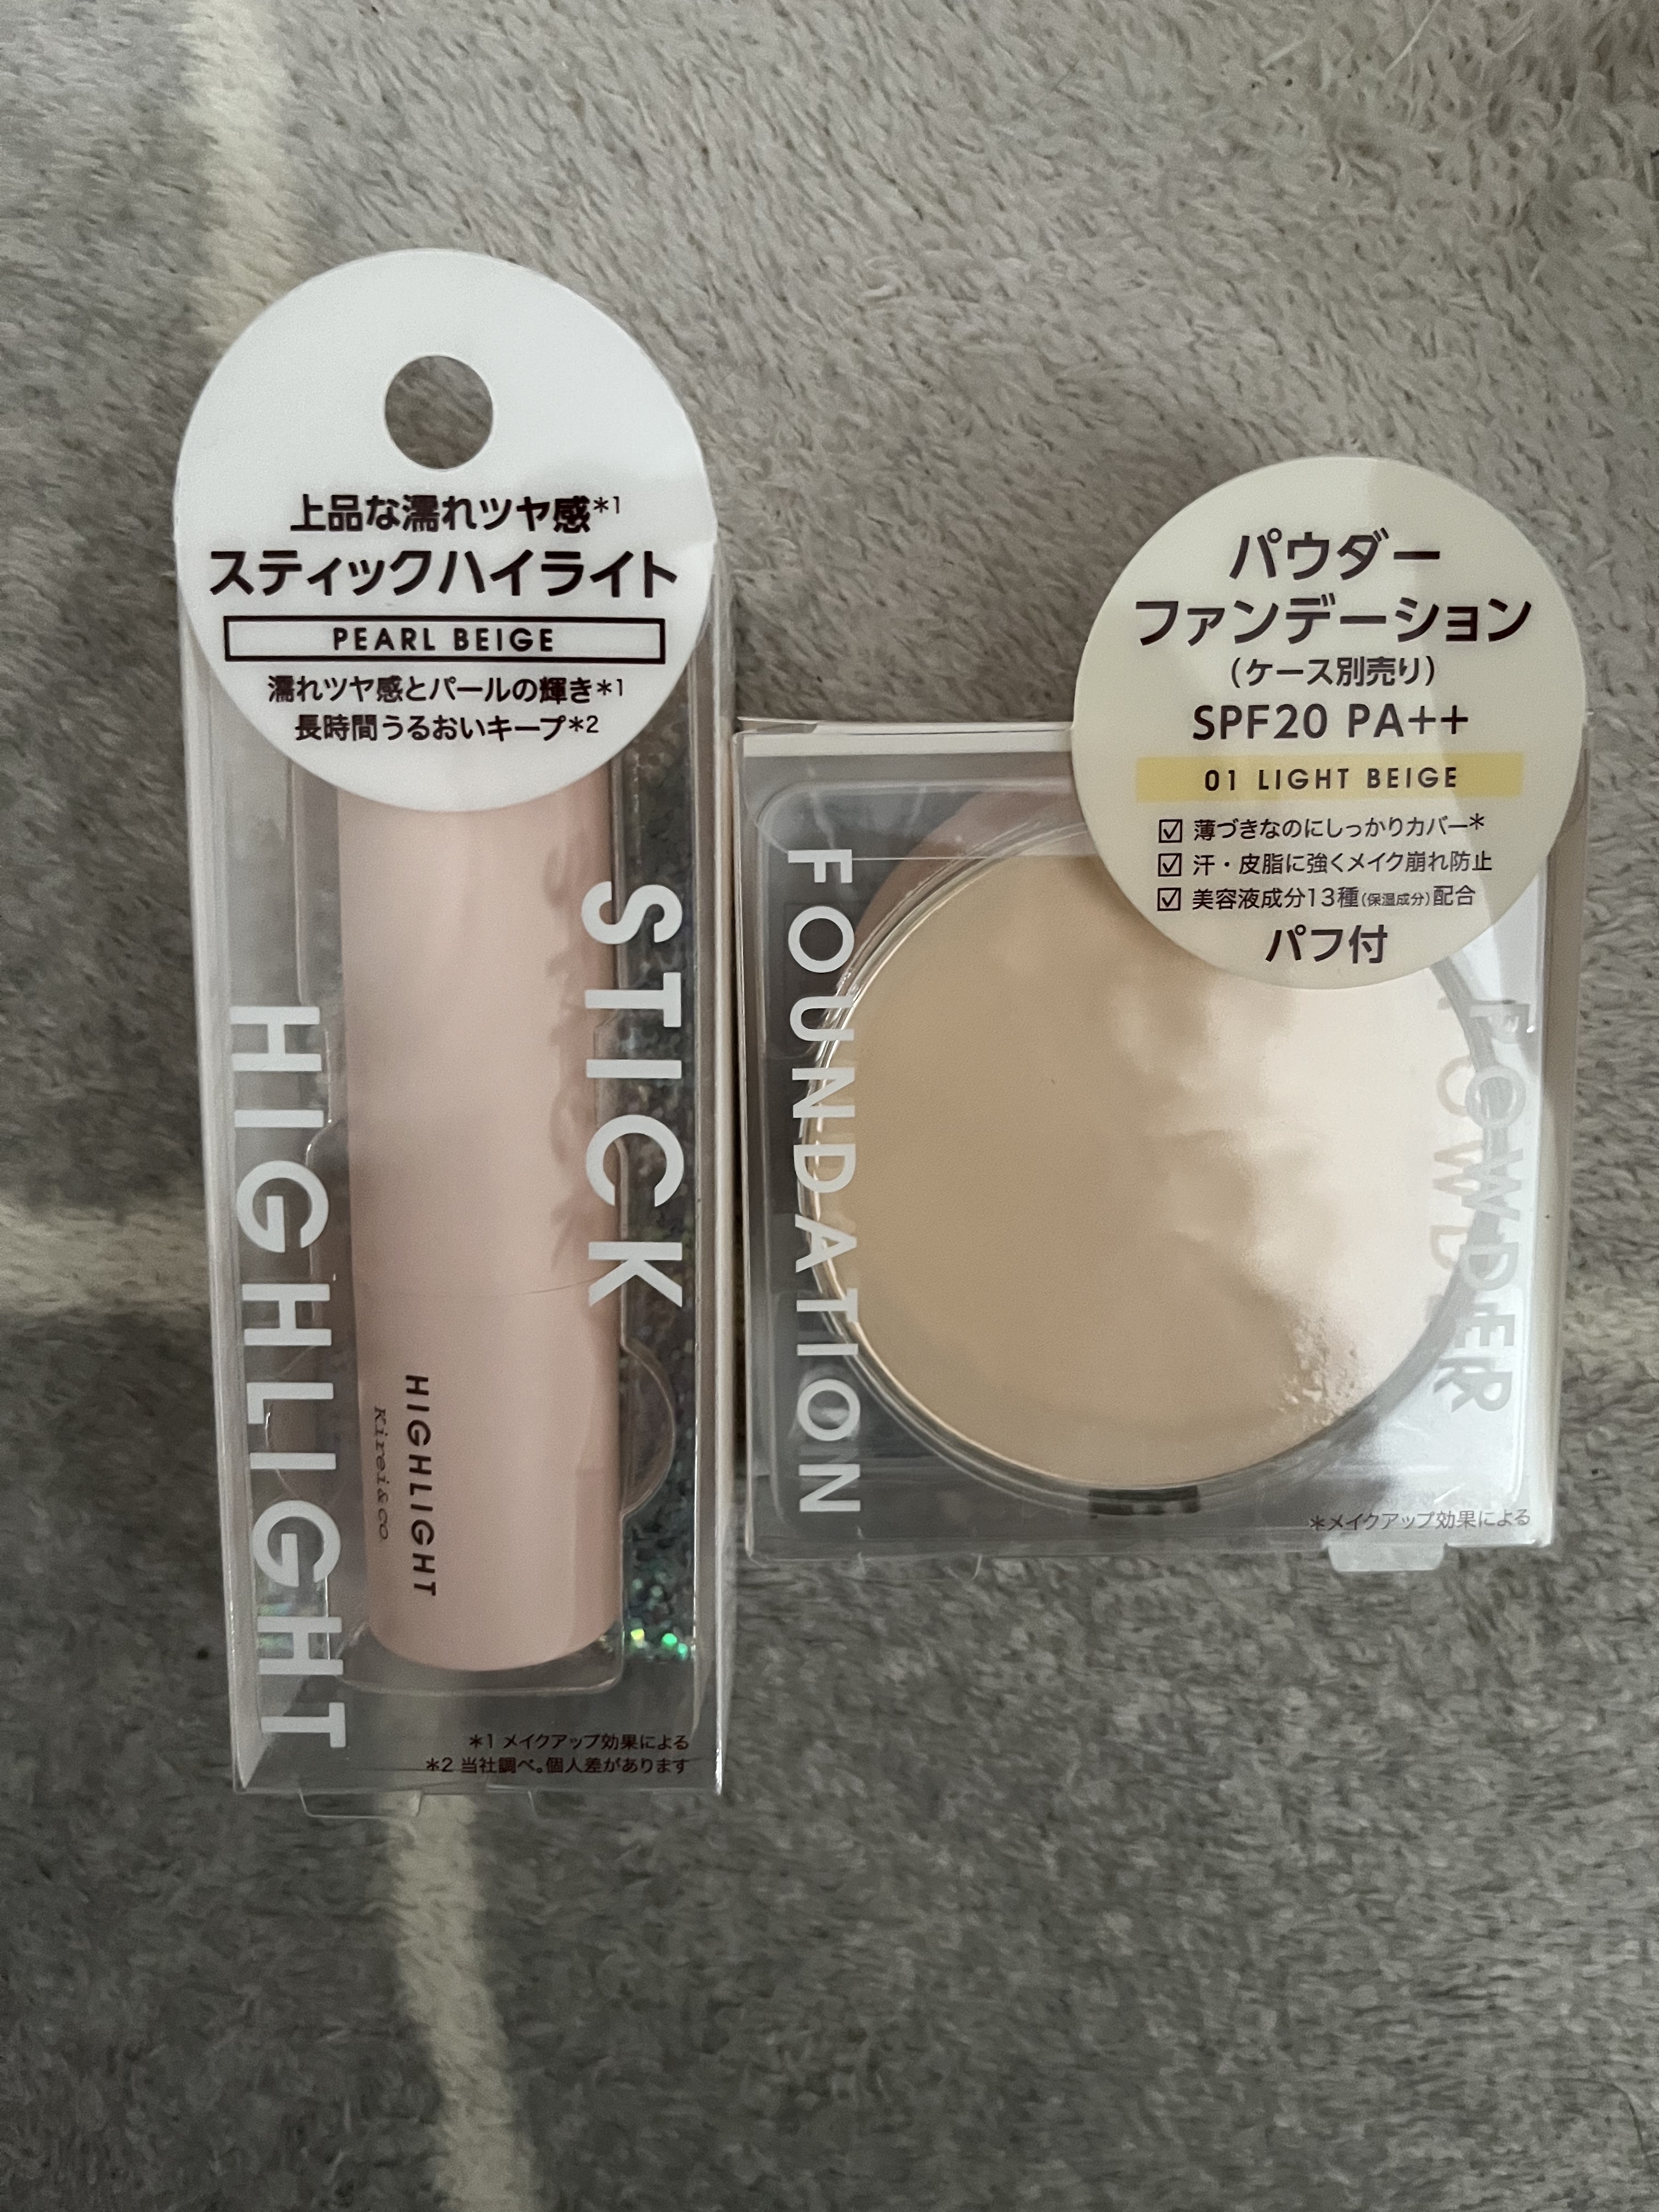 上品な濡れツヤ感*1
スティックハイライト
PEARL BEIGE
濡れツヤ感とパールの輝き*1
長時間うるおいキープ*2
STICK
HIGHLIGHT
HIGHLIGHT
Kirei&co.
*1 メイクアップ効果による
*2 当社調べ。個人差があります
パウダー
ファンデーション
(ケース別売り)
SPF20 PA++
01 LIGHT BEIGE
☑ 薄づきなのにしっかりカバー*
☑ 汗・皮脂に強くメイク崩れ防止
☑ 美容液成分13種(保湿成分)配合
パフ付
POWDER
FOUNDATION
*メイクアップ効果による